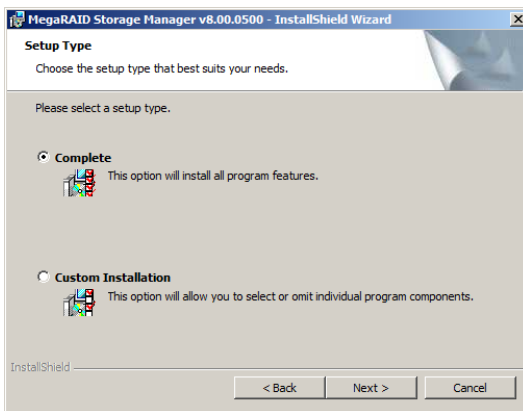 MegaRAID Storage Manager v8.00.0500 - InstallShield Wizard
Setup Type
Choose the setup type that best suits your needs.
Please select a setup type.
Complete
This option will install all program features.
Custom Installation
This option will allow you to select or omit individual program components.
InstallShield
< Back Next > Cancel